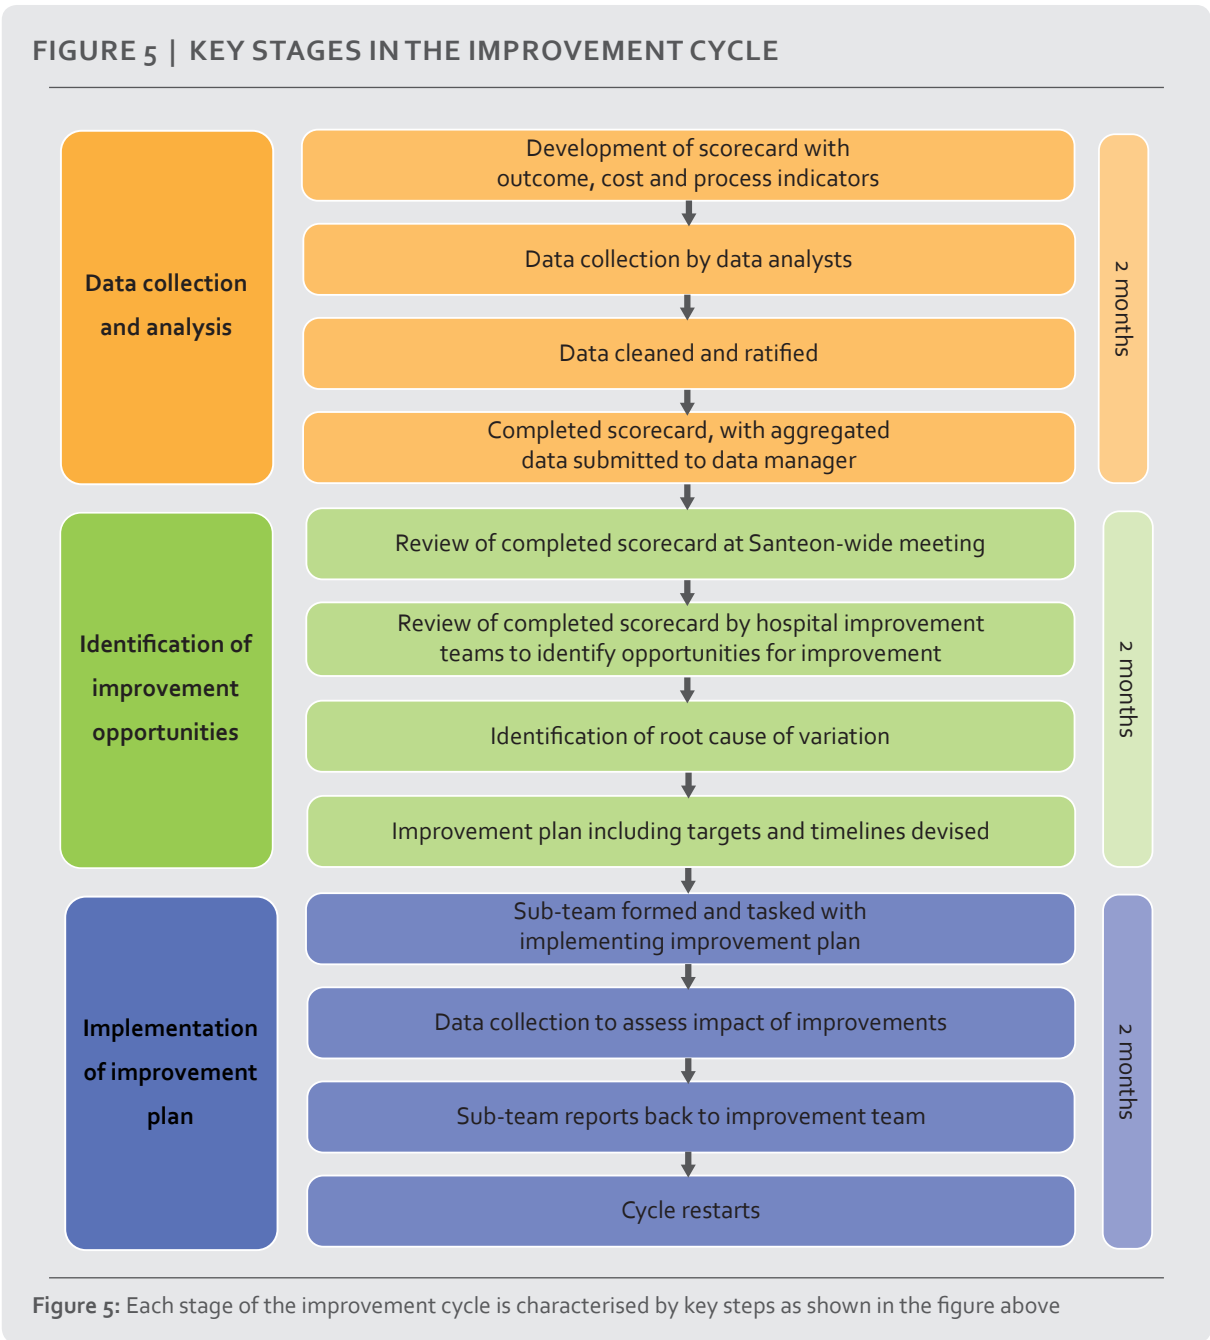 FIGURE 5 | KEY STAGES IN THE IMPROVEMENT CYCLE
Data collection
and analysis
Development of scorecard with
outcome, cost and process indicators
Data collection by data analysts
Data cleaned and ratified
Completed scorecard, with aggregated
data submitted to data manager
2 months
Identification of
improvement
opportunities
Review of completed scorecard at Santeon-wide meeting
Review of completed scorecard by hospital improvement
teams to identify opportunities for improvement
Identification of root cause of variation
Improvement plan including targets and timelines devised
2 months
Implementation
of improvement
plan
Sub-team formed and tasked with
implementing improvement plan
Data collection to assess impact of improvements
Sub-team reports back to improvement team
Cycle restarts
2 months
Figure 5: Each stage of the improvement cycle is characterised by key steps as shown in the figure above